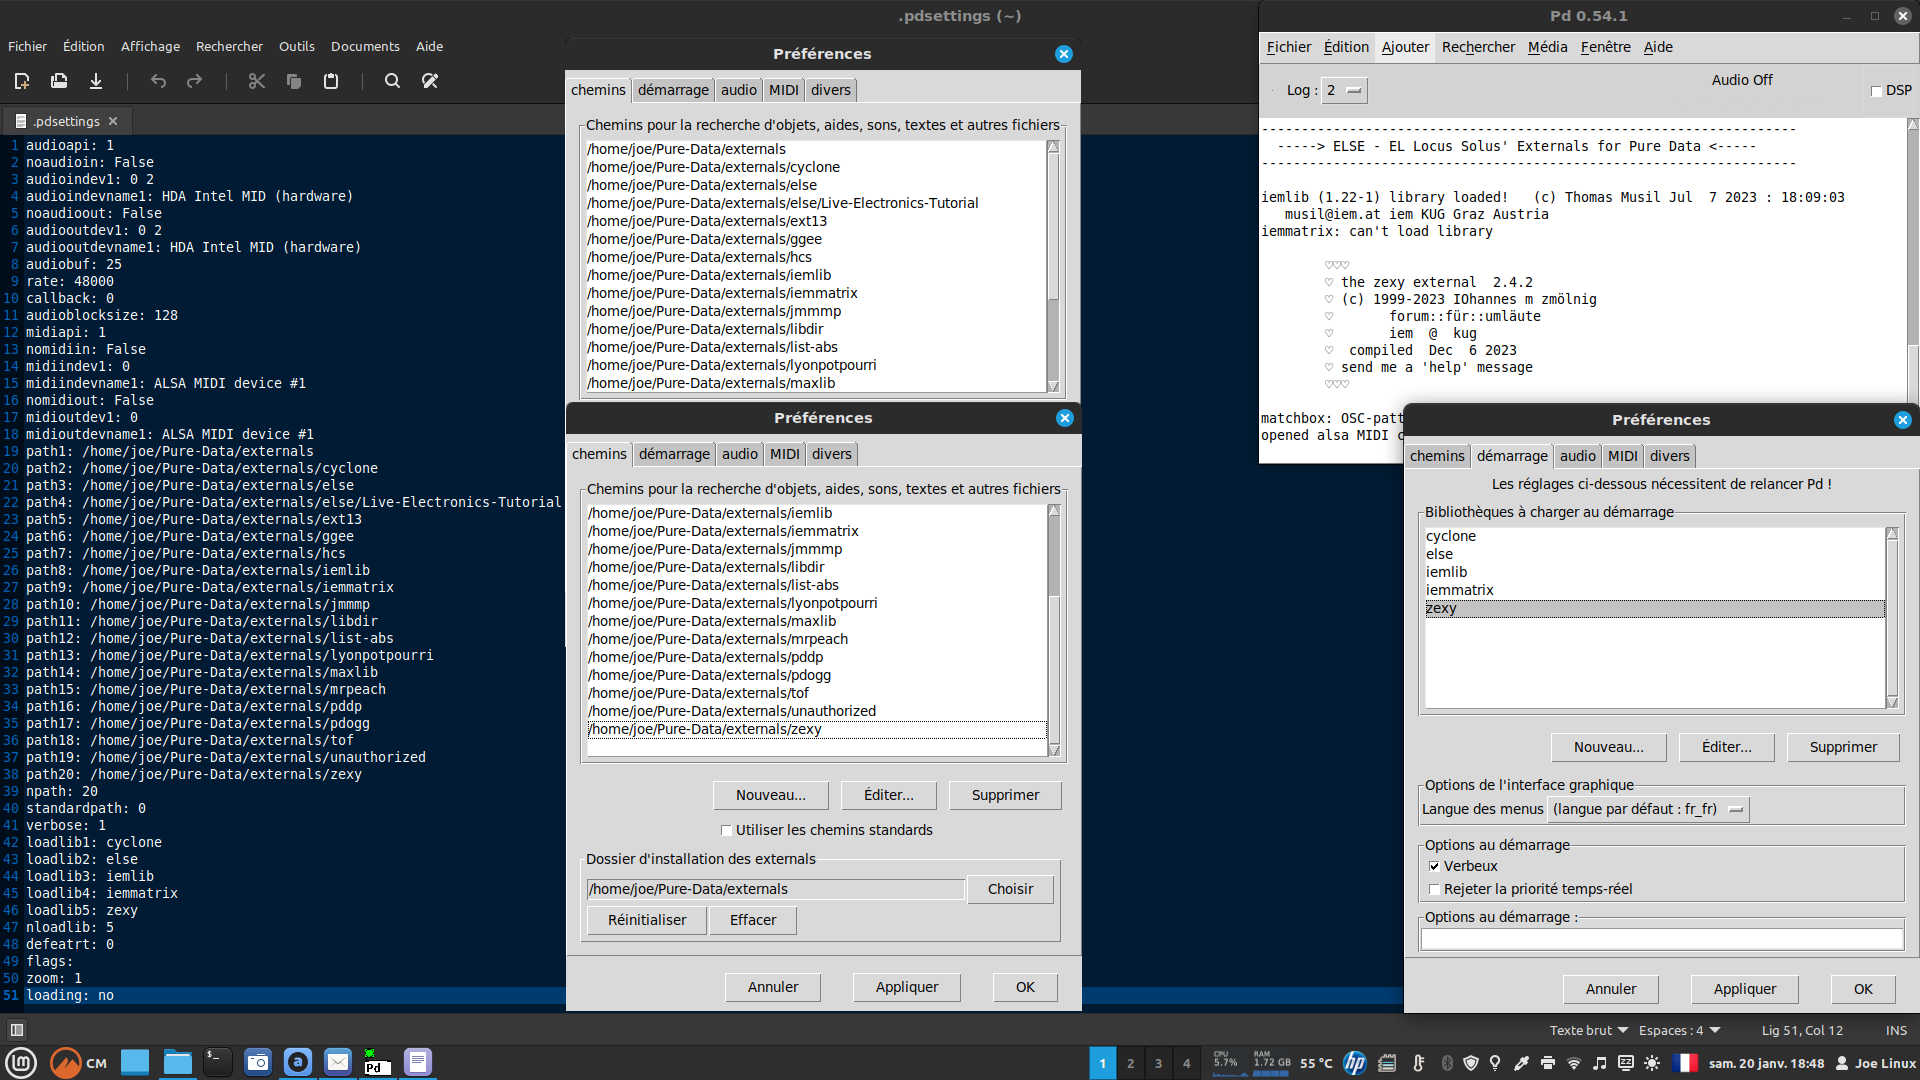 .pdsettings (~)
Fichier Édition Affichage Rechercher Outils Documents Aide
.pdsettings
1 audioapi: 1
2 noaudioin: False
3 audioindev1: 0 2
4 audioindevname1: HDA Intel MID (hardware)
5 noaudioout: False
6 audiooutdev1: 0 2
7 audiooutdevname1: HDA Intel MID (hardware)
8 audiobuf: 25
9 rate: 48000
10 callback: 0
11 audioblocksize: 128
12 midiapi: 1
13 nomidiin: False
14 midiindev1: 0
15 midiindevname1: ALSA MIDI device #1
16 nomidiout: False
17 midioutdev1: 0
18 midioutdevname1: ALSA MIDI device #1
19 path1: /home/joe/Pure-Data/externals
20 path2: /home/joe/Pure-Data/externals/cyclone
21 path3: /home/joe/Pure-Data/externals/else
22 path4: /home/joe/Pure-Data/externals/else/Live-Electronics-Tutorial
23 path5: /home/joe/Pure-Data/externals/ext13
24 path6: /home/joe/Pure-Data/externals/ggee
25 path7: /home/joe/Pure-Data/externals/hcs
26 path8: /home/joe/Pure-Data/externals/iemlib
27 path9: /home/joe/Pure-Data/externals/iemmatrix
28 path10: /home/joe/Pure-Data/externals/jmmmp
29 path11: /home/joe/Pure-Data/externals/libdir
30 path12: /home/joe/Pure-Data/externals/list-abs
31 path13: /home/joe/Pure-Data/externals/lyonpotpourri
32 path14: /home/joe/Pure-Data/externals/maxlib
33 path15: /home/joe/Pure-Data/externals/mrpeach
34 path16: /home/joe/Pure-Data/externals/pddp
35 path17: /home/joe/Pure-Data/externals/pdogg
36 path18: /home/joe/Pure-Data/externals/tof
37 path19: /home/joe/Pure-Data/externals/unauthorized
38 path20: /home/joe/Pure-Data/externals/zexy
39 npath: 20
40 standardpath: 0
41 verbose: 1
42 loadlib1: cyclone
43 loadlib2: else
44 loadlib3: iemlib
45 loadlib4: iemmatrix
46 loadlib5: zexy
47 nloadlib: 5
48 defeatrt: 0
49 flags:
50 zoom: 1
51 loading: no
Préférences
chemins démarrage audio MIDI divers
Chemins pour la recherche d'objets, aides, sons, textes et autres fichiers
/home/joe/Pure-Data/externals
/home/joe/Pure-Data/externals/cyclone
/home/joe/Pure-Data/externals/else
/home/joe/Pure-Data/externals/else/Live-Electronics-Tutorial
/home/joe/Pure-Data/externals/ext13
/home/joe/Pure-Data/externals/ggee
/home/joe/Pure-Data/externals/hcs
/home/joe/Pure-Data/externals/iemlib
/home/joe/Pure-Data/externals/iemmatrix
/home/joe/Pure-Data/externals/jmmmp
/home/joe/Pure-Data/externals/libdir
/home/joe/Pure-Data/externals/list-abs
/home/joe/Pure-Data/externals/lyonpotpourri
/home/joe/Pure-Data/externals/maxlib
Préférences
chemins démarrage audio MIDI divers
Chemins pour la recherche d'objets, aides, sons, textes et autres fichiers
/home/joe/Pure-Data/externals/iemlib
/home/joe/Pure-Data/externals/iemmatrix
/home/joe/Pure-Data/externals/jmmmp
/home/joe/Pure-Data/externals/libdir
/home/joe/Pure-Data/externals/list-abs
/home/joe/Pure-Data/externals/lyonpotpourri
/home/joe/Pure-Data/externals/maxlib
/home/joe/Pure-Data/externals/mrpeach
/home/joe/Pure-Data/externals/pddp
/home/joe/Pure-Data/externals/pdogg
/home/joe/Pure-Data/externals/tof
/home/joe/Pure-Data/externals/unauthorized
/home/joe/Pure-Data/externals/zexy
Nouveau... Éditer... Supprimer
Utiliser les chemins standards
Dossier d'installation des externals
/home/joe/Pure-Data/externals Choisir
Réinitialiser Effacer
Annuler Appliquer OK
Pd 0.54.1
Fichier Édition Ajouter Rechercher Média Fenêtre Aide
Audio Off
Log : 2 DSP
-------------------------------------------------------------------
-----> ELSE - EL Locus Solus' Externals for Pure Data <-----
-------------------------------------------------------------------
iemlib (1.22-1) library loaded! (c) Thomas Musil Jul 7 2023 : 18:09:03
musil@iem.at iem KUG Graz Austria
iemmatrix: can't load library
♡♡♡
♡ the zexy external 2.4.2
♡ (c) 1999-2023 IOhannes m zmölnig
♡ forum::für::umläute
♡ iem @ kug
♡ compiled Dec 6 2023
♡ send me a 'help' message
♡♡♡
matchbox: OSC-patt
opened alsa MIDI c
Préférences
chemins démarrage audio MIDI divers
Les réglages ci-dessous nécessitent de relancer Pd !
Bibliothèques à charger au démarrage
cyclone
else
iemlib
iemmatrix
zexy
Nouveau... Éditer... Supprimer
Options de l'interface graphique
Langue des menus (langue par défaut : fr_fr)
Options au démarrage
Verbeux
Rejeter la priorité temps-réel
Options au démarrage :
Annuler Appliquer OK
Texte brut Espaces : 4 Lig 51, Col 12 INS
CM Pd 1 2 3 4 CPU 5.7% RAM 1.72 GB 55 °C hp sam. 20 janv. 18:48 Joe Linux